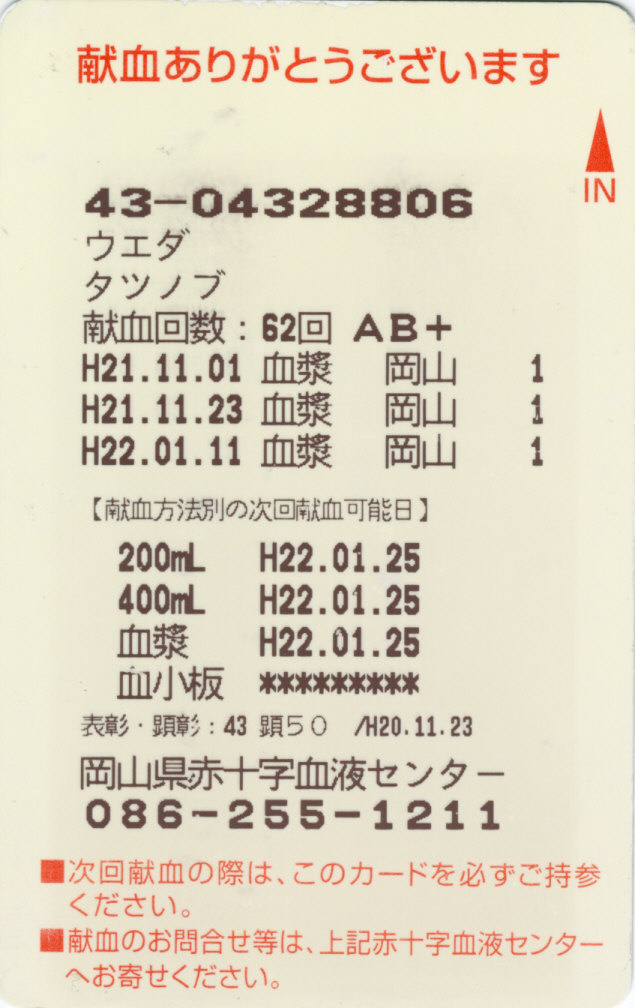 献血ありがとうございます
IN
43-04328806
ウエダ
タツノブ
献血回数：62回 AB+
H21.11.01 血漿 岡山 1
H21.11.23 血漿 岡山 1
H22.01.11 血漿 岡山 1
【献血方法別の次回献血可能日】
200mL H22.01.25
400mL H22.01.25
血漿 H22.01.25
血小板 *********
表彰・顕彰：43 顕50 /H20.11.23
岡山県赤十字血液センター
086-255-1211
■次回献血の際は、このカードを必ずご持参
ください。
■献血のお問合せ等は、上記赤十字血液センター
へお寄せください。